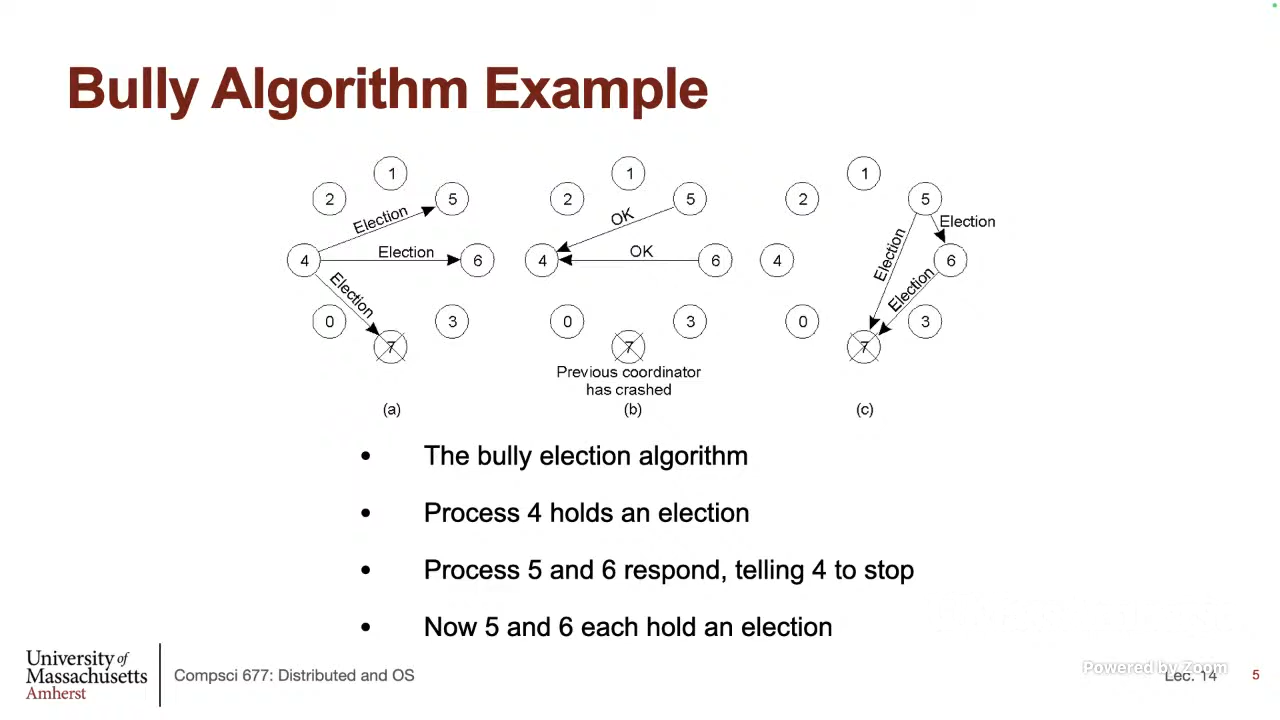 Bully Algorithm Example
1
2
5
Election
4
Election
6
Election
0
3
7
(a)
1
2
5
OK
4
OK
6
0
3
7
Previous coordinator
has crashed
(b)
1
2
5
Election
Election
4
6
Election
0
3
7
(c)
• The bully election algorithm
• Process 4 holds an election
• Process 5 and 6 respond, telling 4 to stop
• Now 5 and 6 each hold an election
University of
Massachusetts
Amherst
Compsci 677: Distributed and OS
Powered by Zoom
Lec. 14
5